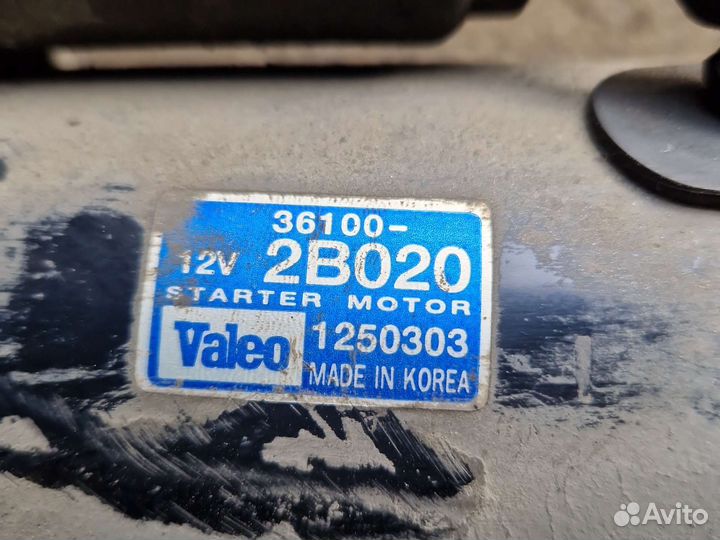 36100-
12V 2B020
STARTER MOTOR
Valeo 1250303
MADE IN KOREA
Avito